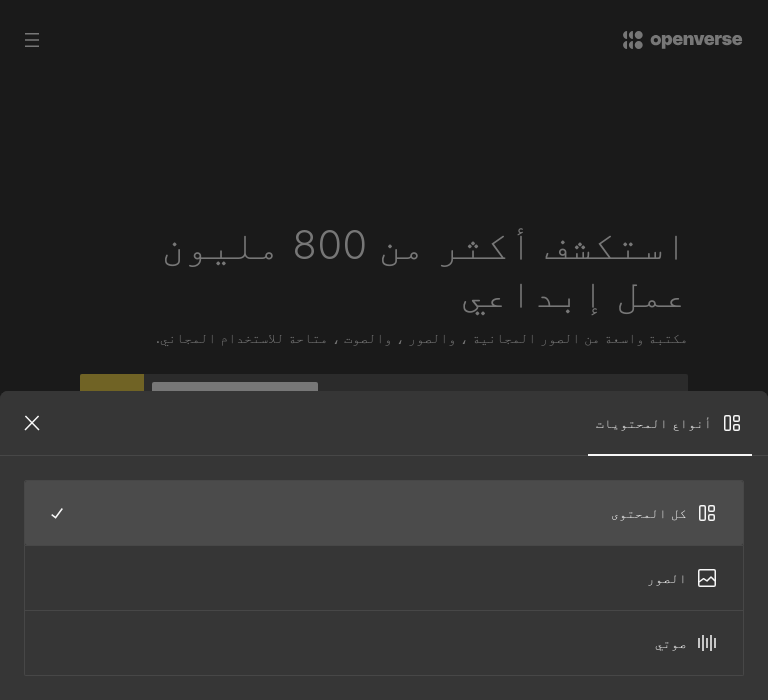 openverse
استكشف أكثر من 800 مليون
عمل إبداعي
مكتبة واسعة من الصور المجانية ، والصور ، والصوت ، متاحة للاستخدام المجاني.
أنواع المحتويات
كل المحتوى
الصور
صوتي